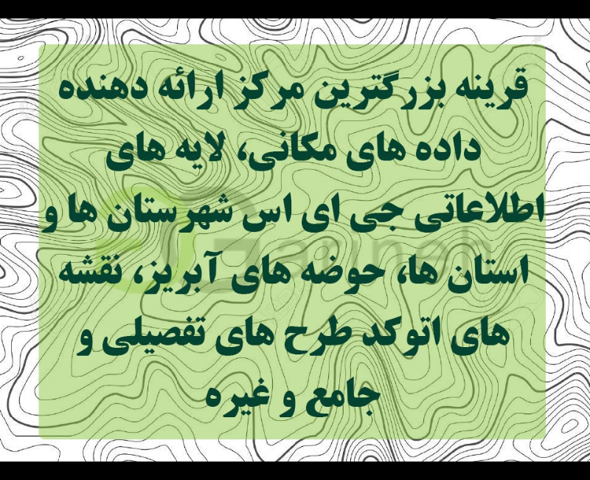 قرینه بزرگترین مرکز ارائه دهنده
داده های مکانی، لایه های
اطلاعاتی جی ای اس شهرستان ها و
استان ها، حوضه های آبریز، نقشه
های اتوکد طرح های تفصیلی و
جامع و غیره